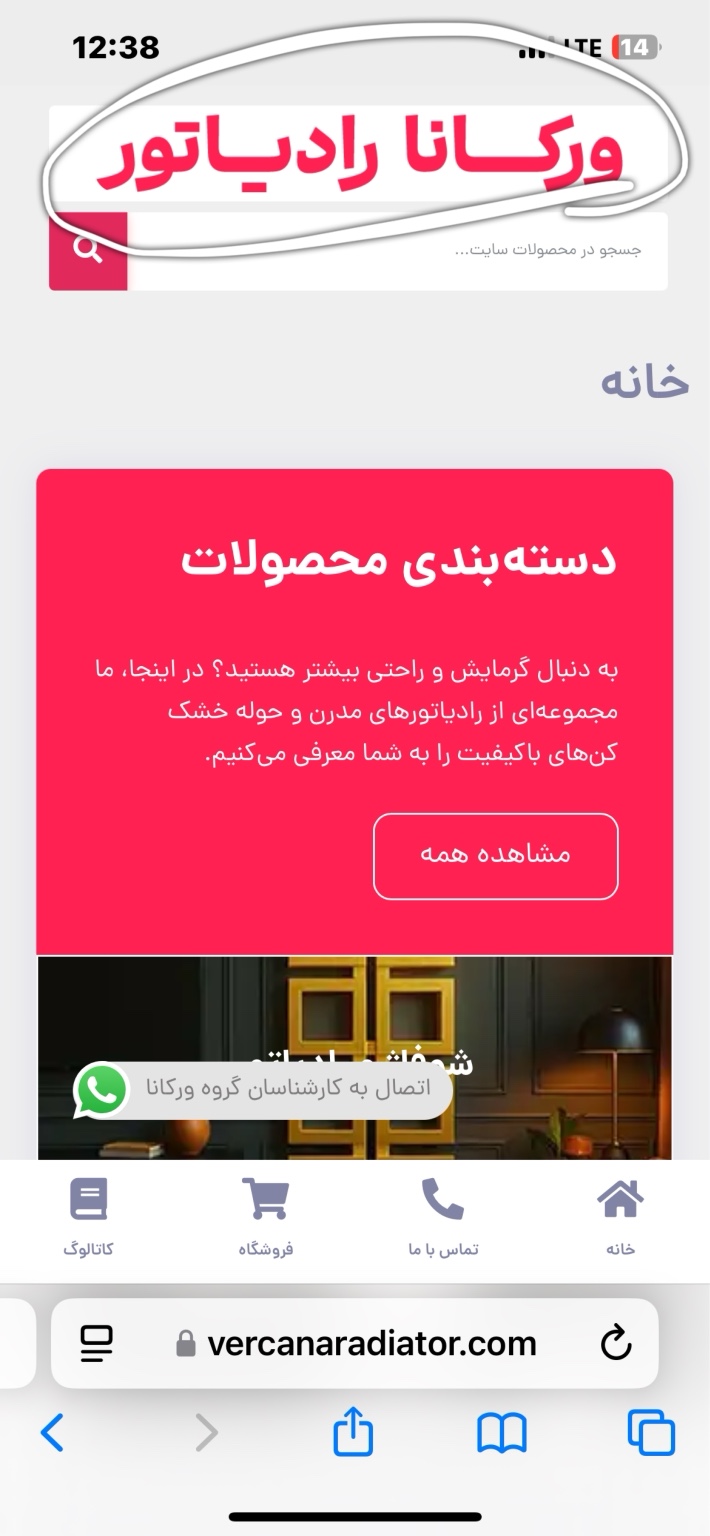 12:38
LTE 14
ورکـــانا رادیـــاتور
جسجو در محصولات سایت...
خانه
دسته‌بندی محصولات
به دنبال گرمایش و راحتی بیشتر هستید؟ در اینجا، ما
مجموعه‌ای از رادیاتورهای مدرن و حوله خشک
کن‌های باکیفیت را به شما معرفی می‌کنیم.
مشاهده همه
اتصال به کارشناسان گروه ورکانا
خانه
تماس با ما
فروشگاه
کاتالوگ
vercanaradiator.com